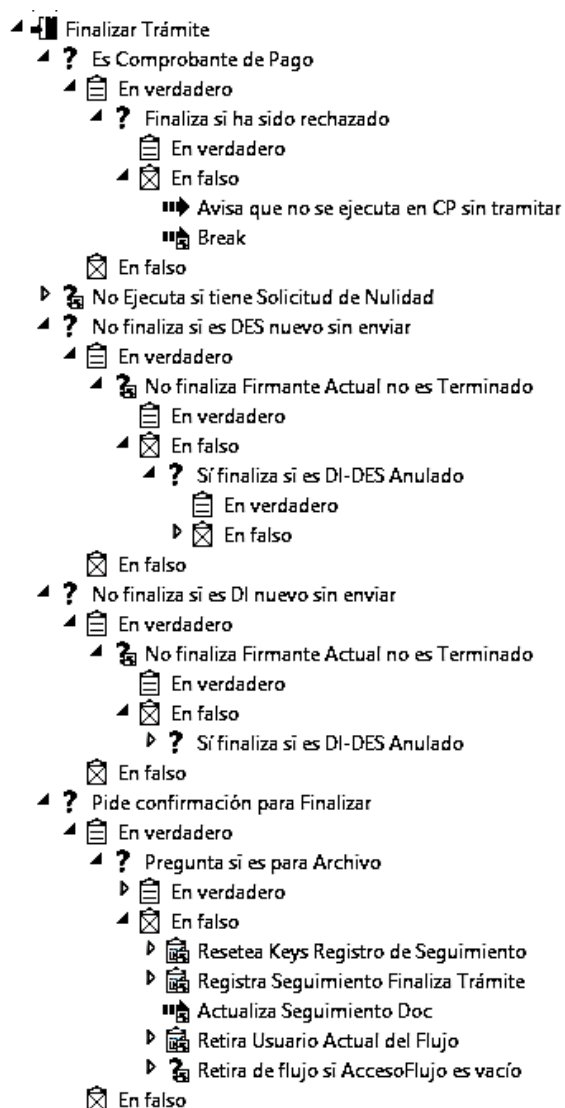 Finalizar Trámite
Es Comprobante de Pago
En verdadero
Finaliza si ha sido rechazado
En verdadero
En falso
Avisa que no se ejecuta en CP sin tramitar
Break
En falso
No Ejecuta si tiene Solicitud de Nulidad
No finaliza si es DES nuevo sin enviar
En verdadero
No finaliza Firmante Actual no es Terminado
En verdadero
En falso
Sí finaliza si es DI-DES Anulado
En verdadero
En falso
En falso
No finaliza si es DI nuevo sin enviar
En verdadero
No finaliza Firmante Actual no es Terminado
En verdadero
En falso
Sí finaliza si es DI-DES Anulado
En falso
Pide confirmación para Finalizar
En verdadero
Pregunta si es para Archivo
En verdadero
En falso
Resetea Keys Registro de Seguimiento
Registra Seguimiento Finaliza Trámite
Actualiza Seguimiento Doc
Retira Usuario Actual del Flujo
Retira de flujo si AccesoFlujo es vacío
En falso